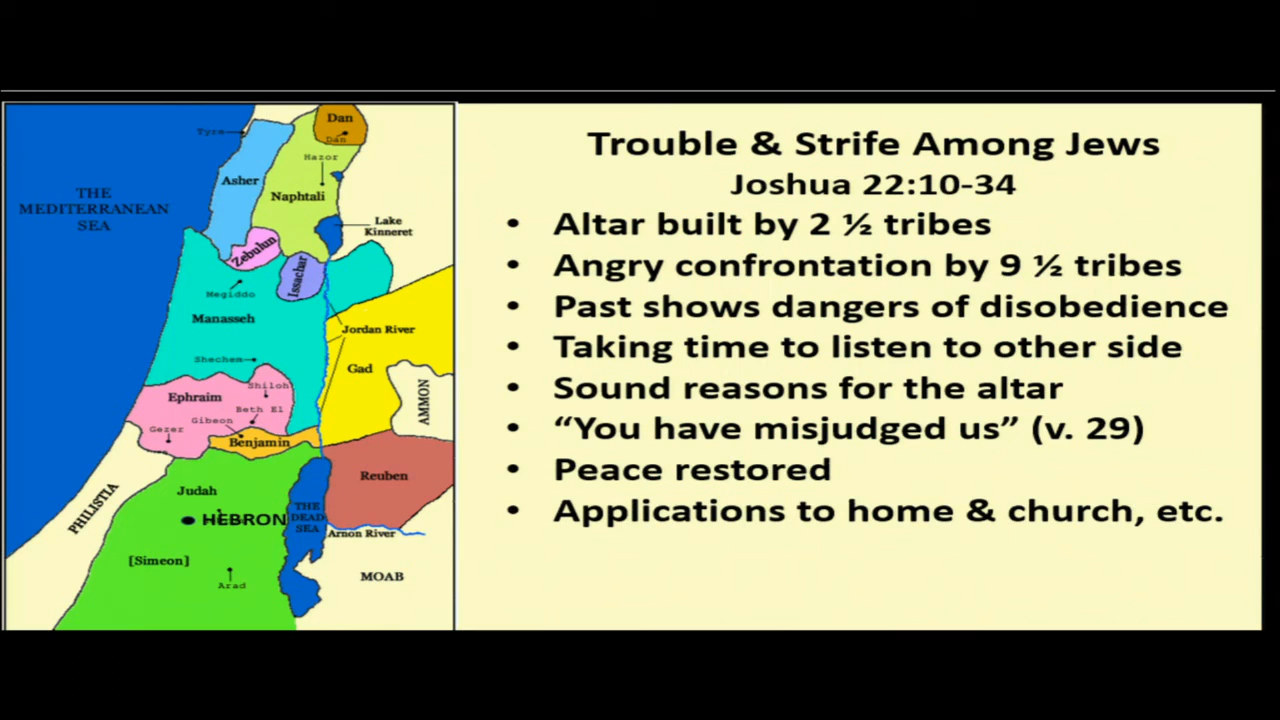 Dan
Tyre
Dan
Hazor
Asher
Naphtali
THE
MEDITERRANEAN
SEA
Lake
Kinneret
Zebulun
Issachar
Megiddo
Manasseh
Jordan River
Shechem
Gad
Shiloh
Ephraim
AMMON
Beth El
Gibeon
Gezer
Benjamin
Reuben
Judah
PHILISTIA
THE
DEAD
SEA
HEBRON
Arnon River
[Simeon]
MOAB
Arad
Trouble & Strife Among Jews
Joshua 22:10-34
• Altar built by 2 ½ tribes
• Angry confrontation by 9 ½ tribes
• Past shows dangers of disobedience
• Taking time to listen to other side
• Sound reasons for the altar
• “You have misjudged us” (v. 29)
• Peace restored
• Applications to home & church, etc.